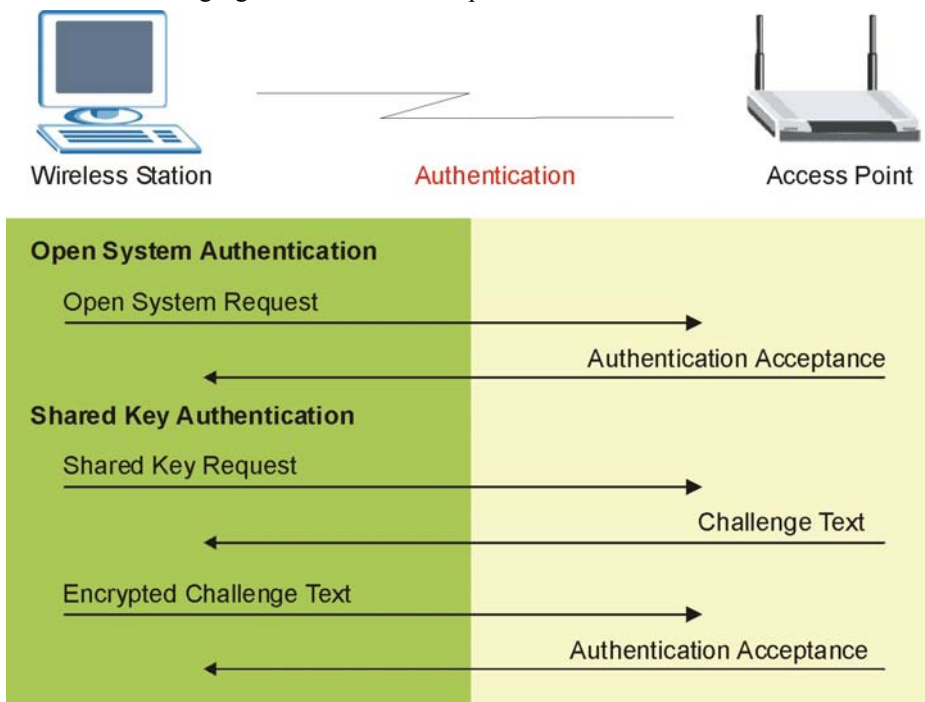 Wireless Station
Authentication
Access Point
Open System Authentication
Open System Request
Authentication Acceptance
Shared Key Authentication
Shared Key Request
Challenge Text
Encrypted Challenge Text
Authentication Acceptance